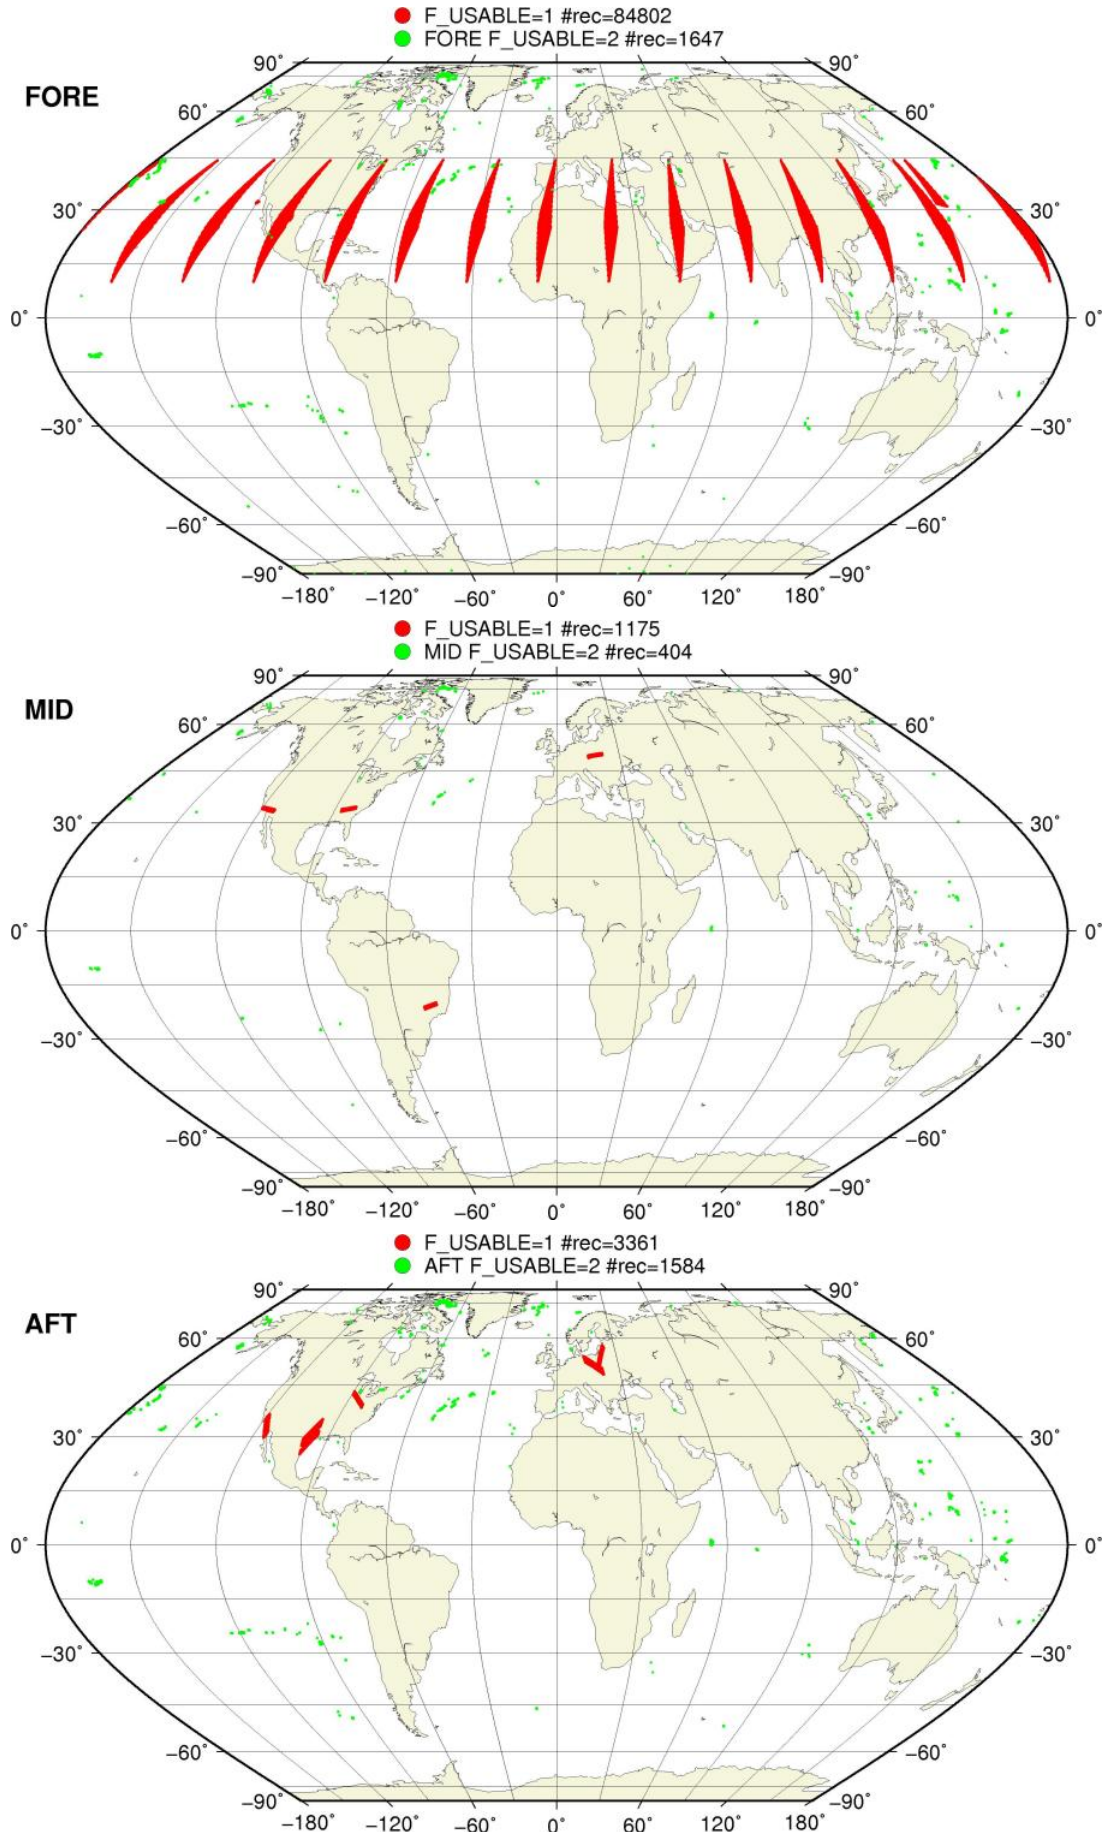 F_USABLE=1 #rec=84802
FORE F_USABLE=2 #rec=1647
90° 90°
FORE
60° 60°
30° 30°
0° 0°
−30° −30°
−60° −60°
−90° −90°
−180° −120° −60° 0° 60° 120° 180°
F_USABLE=1 #rec=1175
MID F_USABLE=2 #rec=404
90° 90°
MID
60° 60°
30° 30°
0° 0°
−30° −30°
−60° −60°
−90° −90°
−180° −120° −60° 0° 60° 120° 180°
F_USABLE=1 #rec=3361
AFT F_USABLE=2 #rec=1584
90° 90°
AFT
60° 60°
30° 30°
0° 0°
−30° −30°
−60° −60°
−90° −90°
−180° −120° −60° 0° 60° 120° 180°